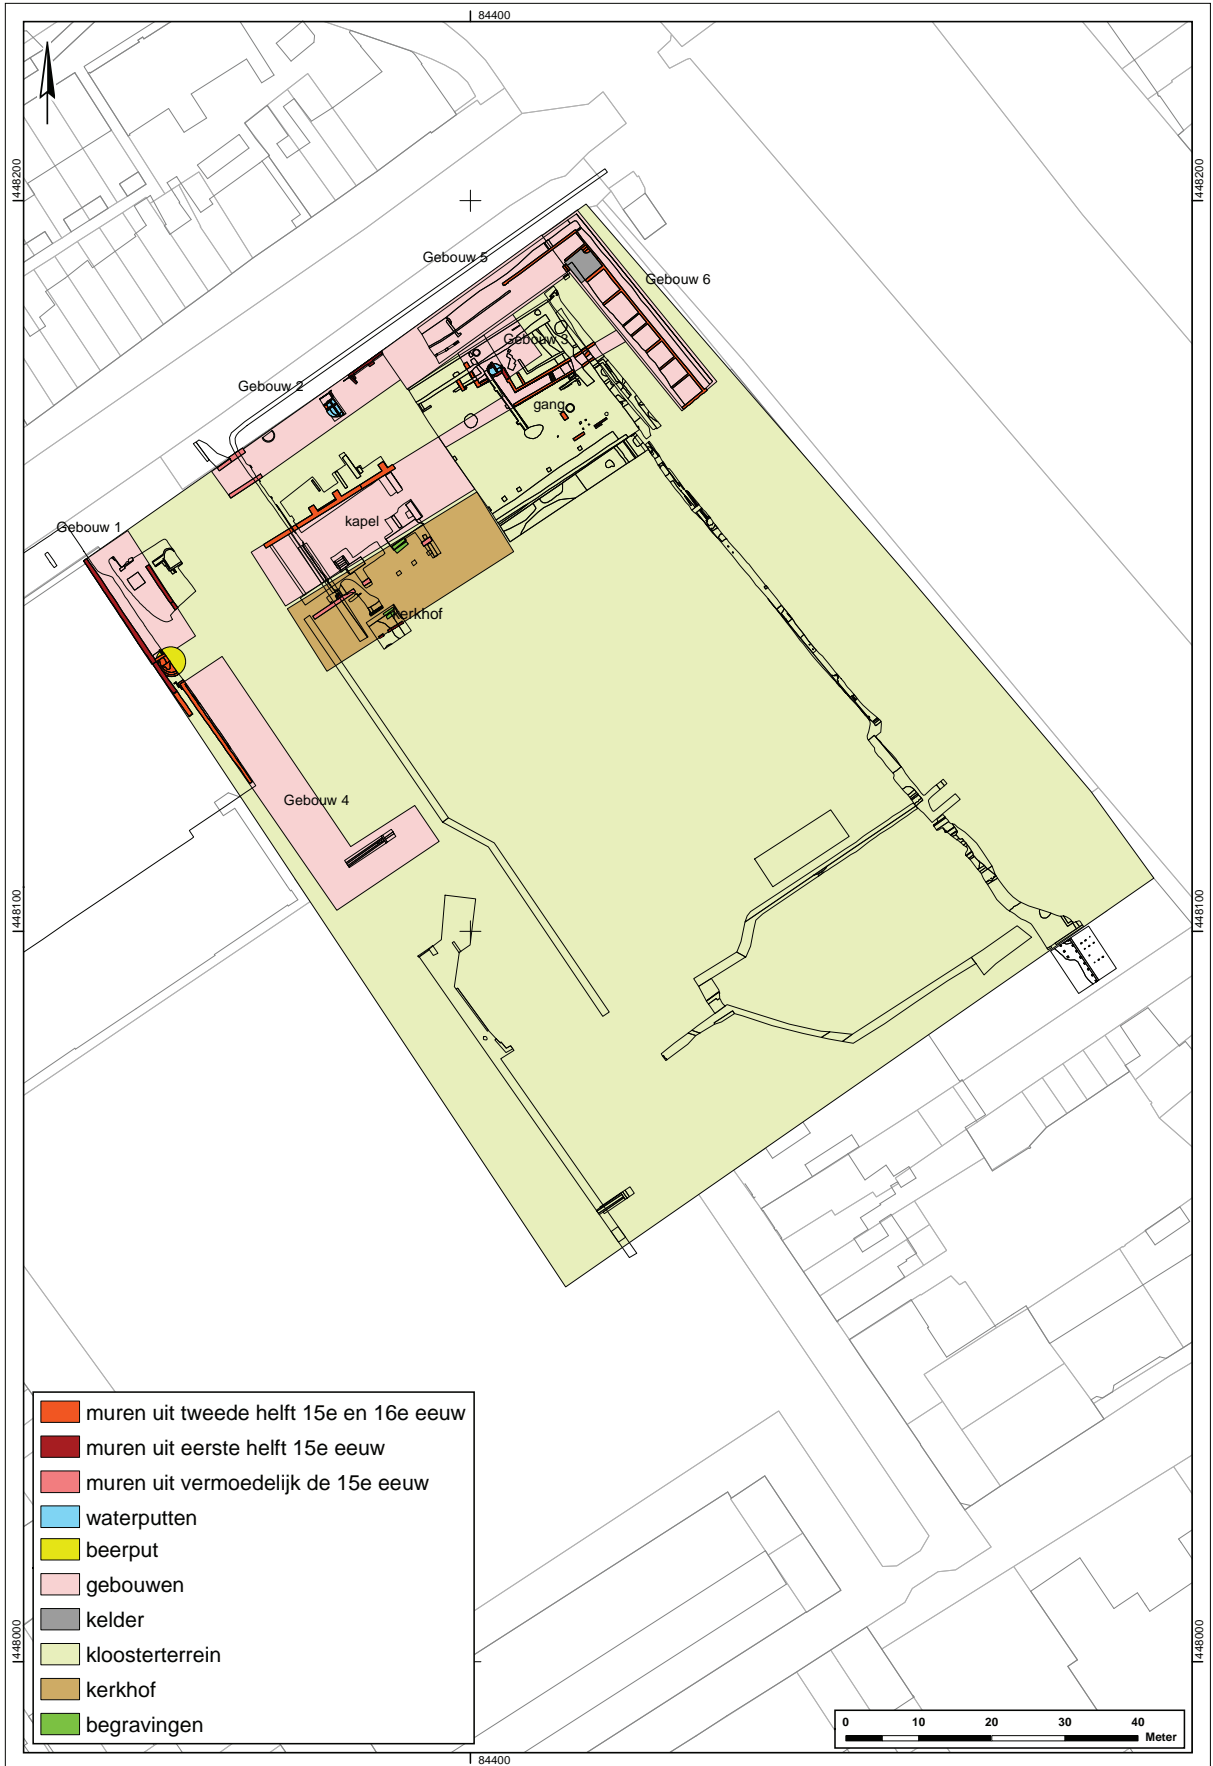 84400
448200
448200
Gebouw 5
Gebouw 6
Gebouw 3
Gebouw 2
gang
kapel
Gebouw 1
kerkhof
Gebouw 4
448100
448100
muren uit tweede helft 15e en 16e eeuw
muren uit eerste helft 15e eeuw
muren uit vermoedelijk de 15e eeuw
waterputten
beerput
gebouwen
kelder
kloosterterrein
kerkhof
begravingen
448000
448000
0 10 20 30 40
Meter
84400